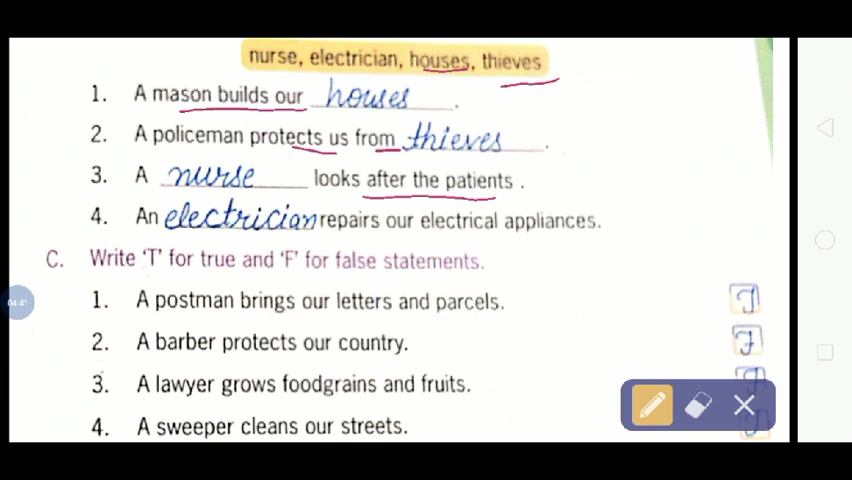 nurse, electrician, houses, thieves
1. A mason builds our houses.
2. A policeman protects us from thieves.
3. A nurse looks after the patients.
4. An electrician repairs our electrical appliances.
C. Write 'T' for true and 'F' for false statements.
1. A postman brings our letters and parcels. T
2. A barber protects our country. F
3. A lawyer grows foodgrains and fruits.
4. A sweeper cleans our streets.
04:41